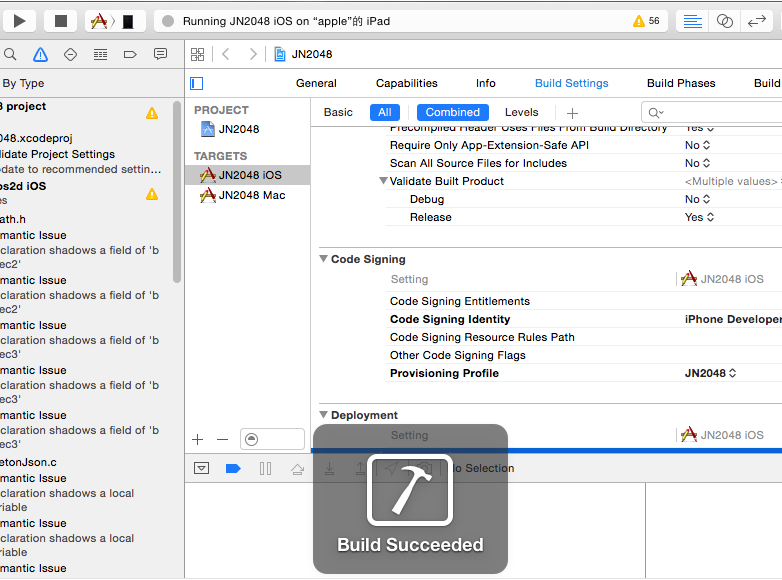 Running JN2048 iOS on “apple”的 iPad
56
JN2048
By Type
General
Capabilities
Info
Build Settings
Build Phases
Build
project
PROJECT
JN2048
Basic
All
Combined
Levels
048.xcodeproj
lidate Project Settings
date to recommended settin...
TARGETS
JN2048 iOS
JN2048 Mac
Precompiled Header Uses Files From Build Directory
Yes
Require Only App-Extension-Safe API
No
Scan All Source Files for Includes
No
Validate Built Product
<Multiple values>
Debug
No
Release
Yes
os2d iOS
es
ath.h
mantic Issue
claration shadows a field of 'b
ec2'
mantic Issue
claration shadows a field of 'b
ec2'
mantic Issue
claration shadows a field of 'b
ec3'
mantic Issue
claration shadows a field of 'b
ec3'
mantic Issue
claration shadows a field of 'b
ec3'
etonJson.c
mantic Issue
claration shadows a local
riable
mantic Issue
claration shadows a local
riable
mantic Issue
Code Signing
Setting
JN2048 iOS
Code Signing Entitlements
Code Signing Identity
iPhone Developer
Code Signing Resource Rules Path
Other Code Signing Flags
Provisioning Profile
JN2048
Deployment
Setting
JN2048 iOS
No Selection
Build Succeeded